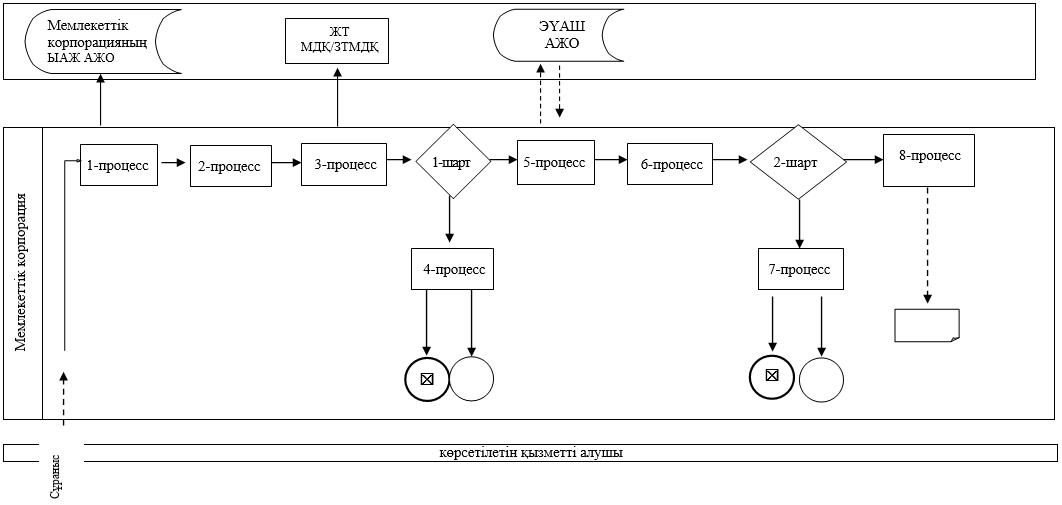 Мемлекеттік
корпорацияның
ЫАЖ АЖО
ЖТ
МДҚ/ЗТМДҚ
ЭҮАШ
АЖО
Мемлекеттік корпорация
1-процесс
2-процесс
3-процесс
1-шарт
5-процесс
6-процесс
2-шарт
8-процесс
4-процесс
7-процесс
Сұраныс
көрсетілетін қызметті алушы